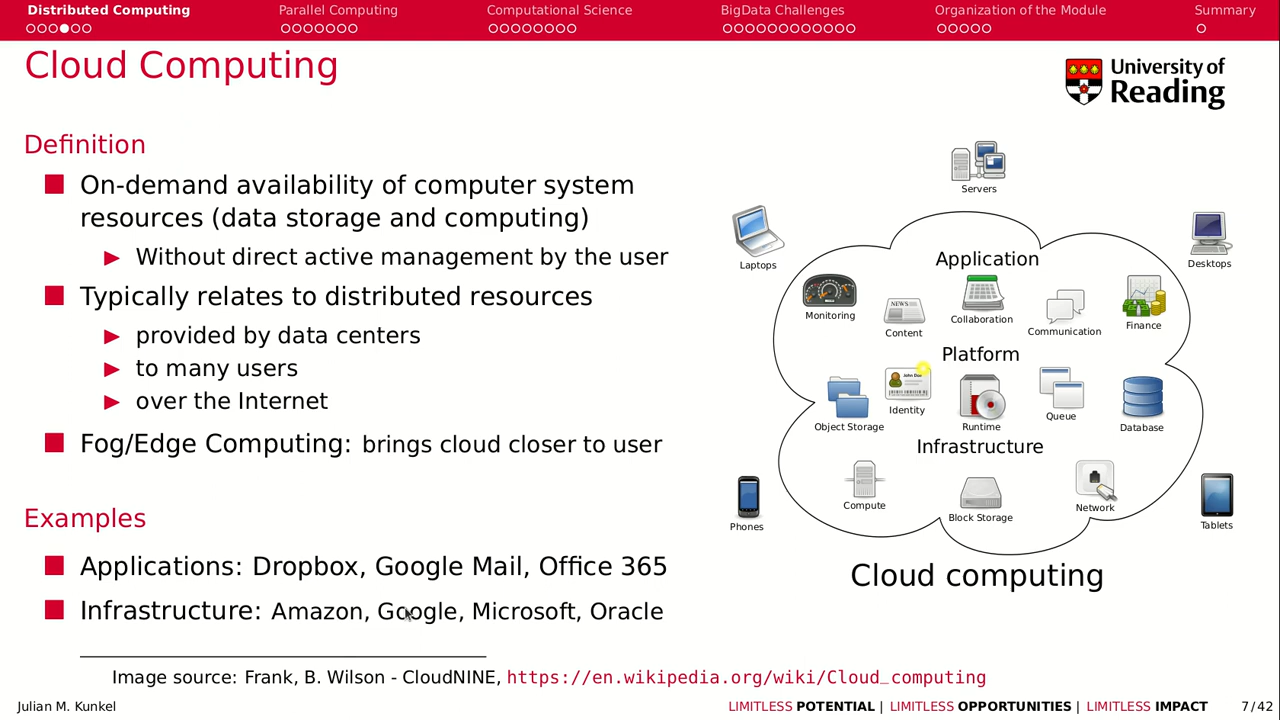 Distributed Computing Parallel Computing Computational Science BigData Challenges Organization of the Module Summary
Cloud Computing
University of
Reading
Definition
On-demand availability of computer system
resources (data storage and computing)
Without direct active management by the user
Typically relates to distributed resources
provided by data centers
to many users
over the Internet
Fog/Edge Computing: brings cloud closer to user
Examples
Applications: Dropbox, Google Mail, Office 365
Infrastructure: Amazon, Google, Microsoft, Oracle
Servers
Laptops
Desktops
Application
Monitoring
NEWS
Content
Collaboration
Communication
Finance
Platform
Object Storage
John Doe
Identity
Runtime
Queue
Database
Infrastructure
Compute
Block Storage
Network
Phones
Tablets
Cloud computing
Image source: Frank, B. Wilson - CloudNINE, https://en.wikipedia.org/wiki/Cloud_computing
Julian M. Kunkel LIMITLESS POTENTIAL | LIMITLESS OPPORTUNITIES | LIMITLESS IMPACT 7/42